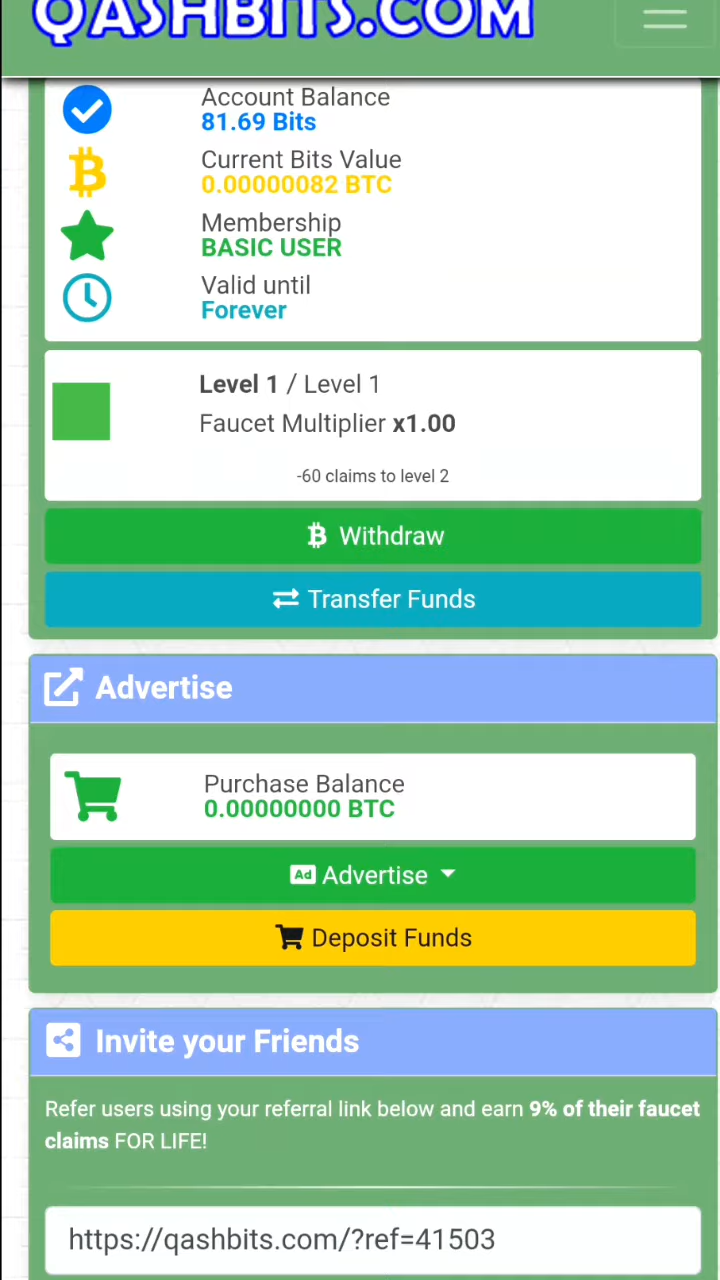 QASHBITS.COM
Account Balance
81.69 Bits
Current Bits Value
0.00000082 BTC
Membership
BASIC USER
Valid until
Forever
Level 1 / Level 1
Faucet Multiplier x1.00
-60 claims to level 2
Withdraw
Transfer Funds
Advertise
Purchase Balance
0.00000000 BTC
Ad Advertise
Deposit Funds
Invite your Friends
Refer users using your referral link below and earn 9% of their faucet
claims FOR LIFE!
https://qashbits.com/?ref=41503